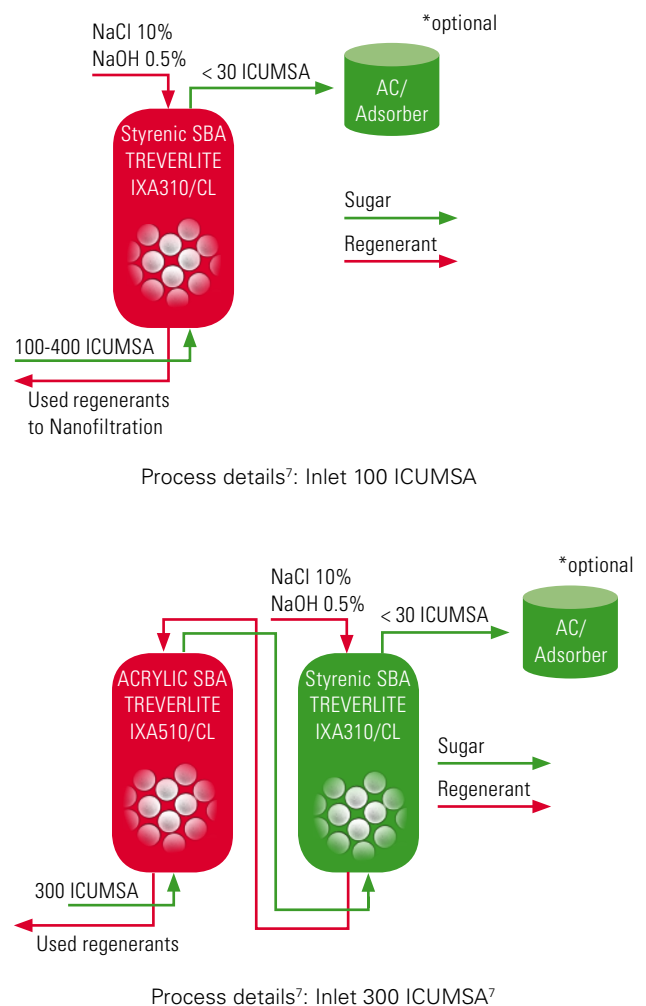 NaCl 10%
NaOH 0.5%
< 30 ICUMSA
*optional
AC/
Adsorber
Styrenic SBA
TREVERLITE
IXA310/CL
Sugar
Regenerant
100-400 ICUMSA
Used regenerants
to Nanofiltration
Process details⁷: Inlet 100 ICUMSA
NaCl 10%
NaOH 0.5%
< 30 ICUMSA
*optional
AC/
Adsorber
ACRYLIC SBA
TREVERLITE
IXA510/CL
Styrenic SBA
TREVERLITE
IXA310/CL
Sugar
Regenerant
300 ICUMSA
Used regenerants
Process details⁷: Inlet 300 ICUMSA⁷